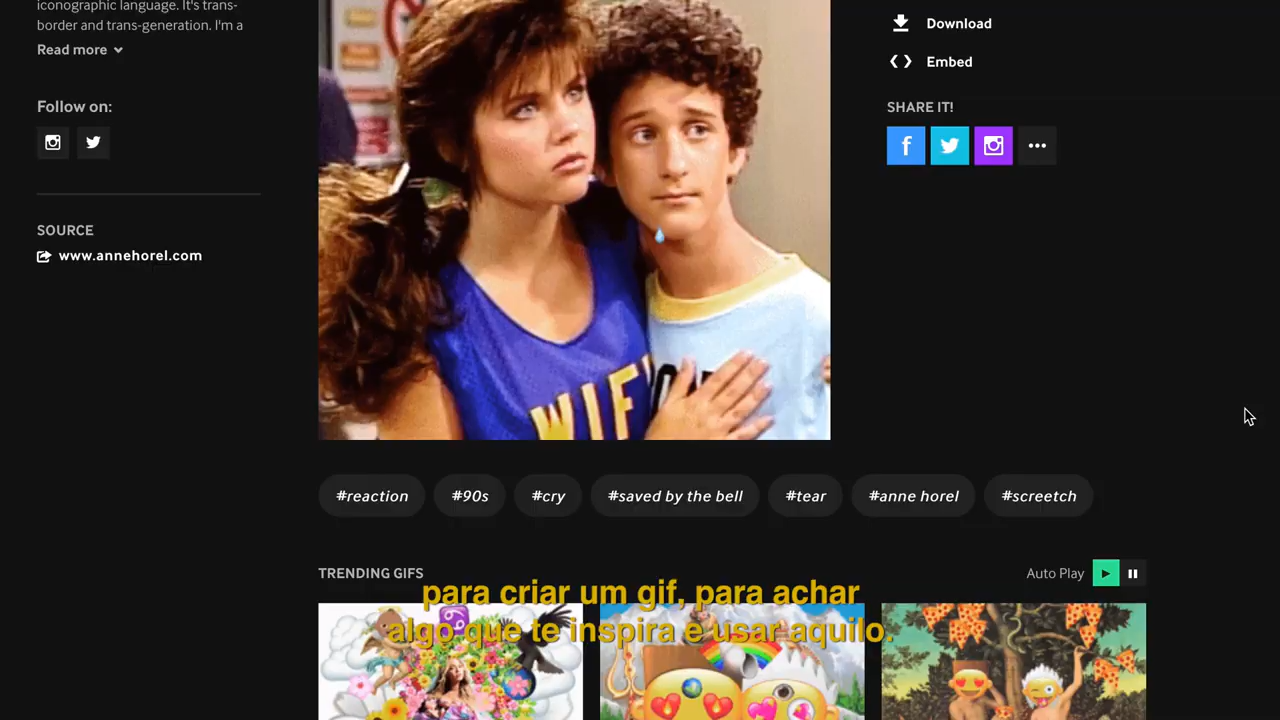 iconographic language. It's trans-
border and trans-generation. I'm a
Read more
Follow on:
SOURCE
www.annehorel.com
WIF
Download
Embed
SHARE IT!
#reaction
#90s
#cry
#saved by the bell
#tear
#anne horel
#screetch
TRENDING GIFS
Auto Play
para criar um gif, para achar
algo que te inspira e usar aquilo.